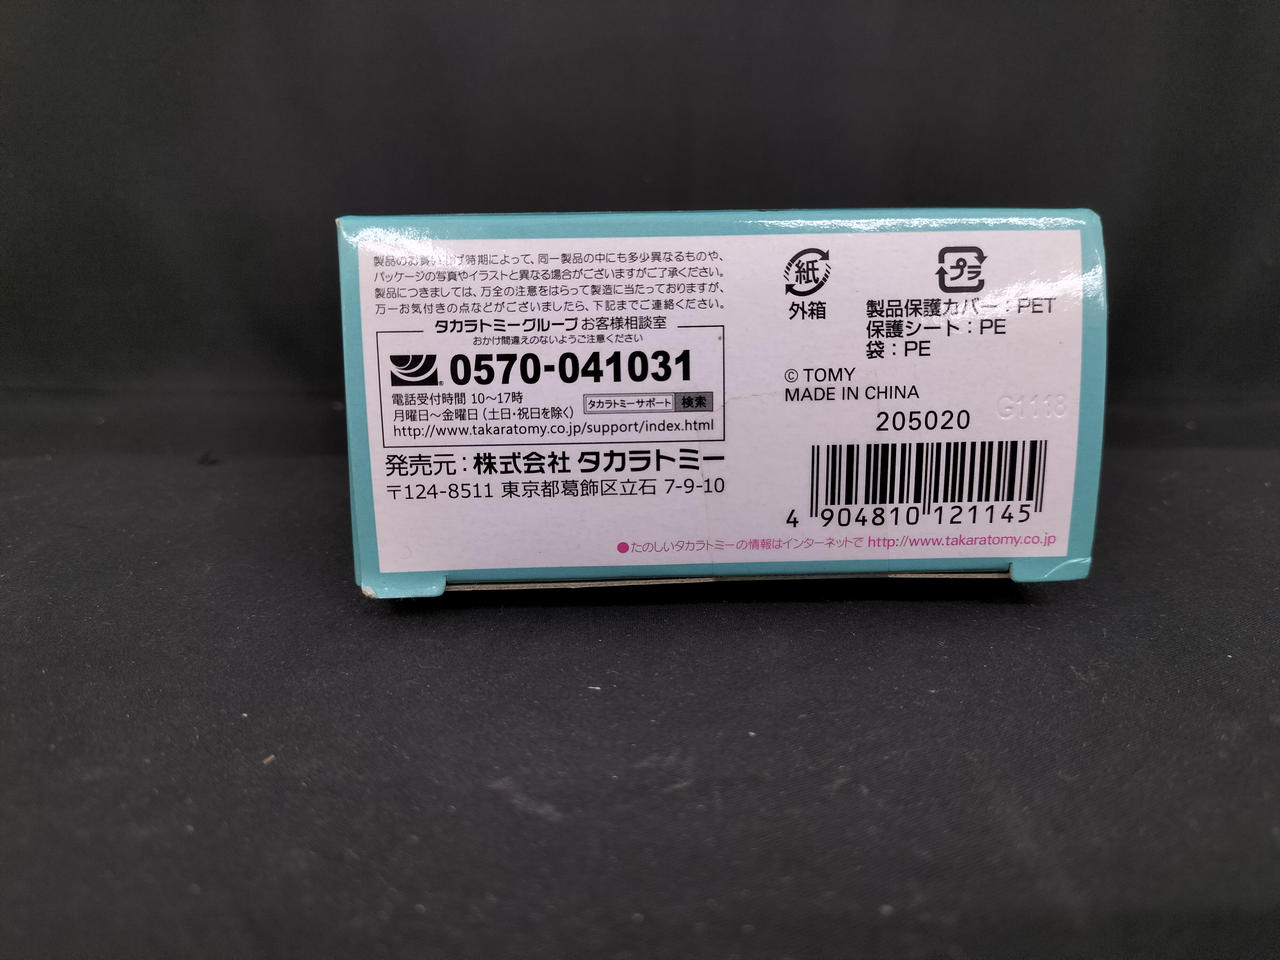 製品のお買い上げ時期によって、同一製品の中にも多少異なるものや、
パッケージの写真やイラストと異なる場合がございますがご了承ください。
製品につきましては、万全の注意をはらって製造に当たっておりますが、
万一お気付きの点などがございましたら、下記までご連絡ください。
タカラトミーグループ お客様相談室
おかけ間違えのないようご注意ください
0570-041031
電話受付時間 10〜17時
月曜日〜金曜日 (土日・祝日を除く)
タカラトミーサポート 検索
http://www.takaratomy.co.jp/support/index.html
発売元:株式会社 タカラトミー
〒124-8511 東京都葛飾区立石 7-9-10
紙
外箱
プラ
製品保護カバー:PET
保護シート:PE
袋:PE
© TOMY
MADE IN CHINA
G1118
205020
4 904810 121145
●たのしいタカラトミーの情報はインターネットで http://www.takaratomy.co.jp